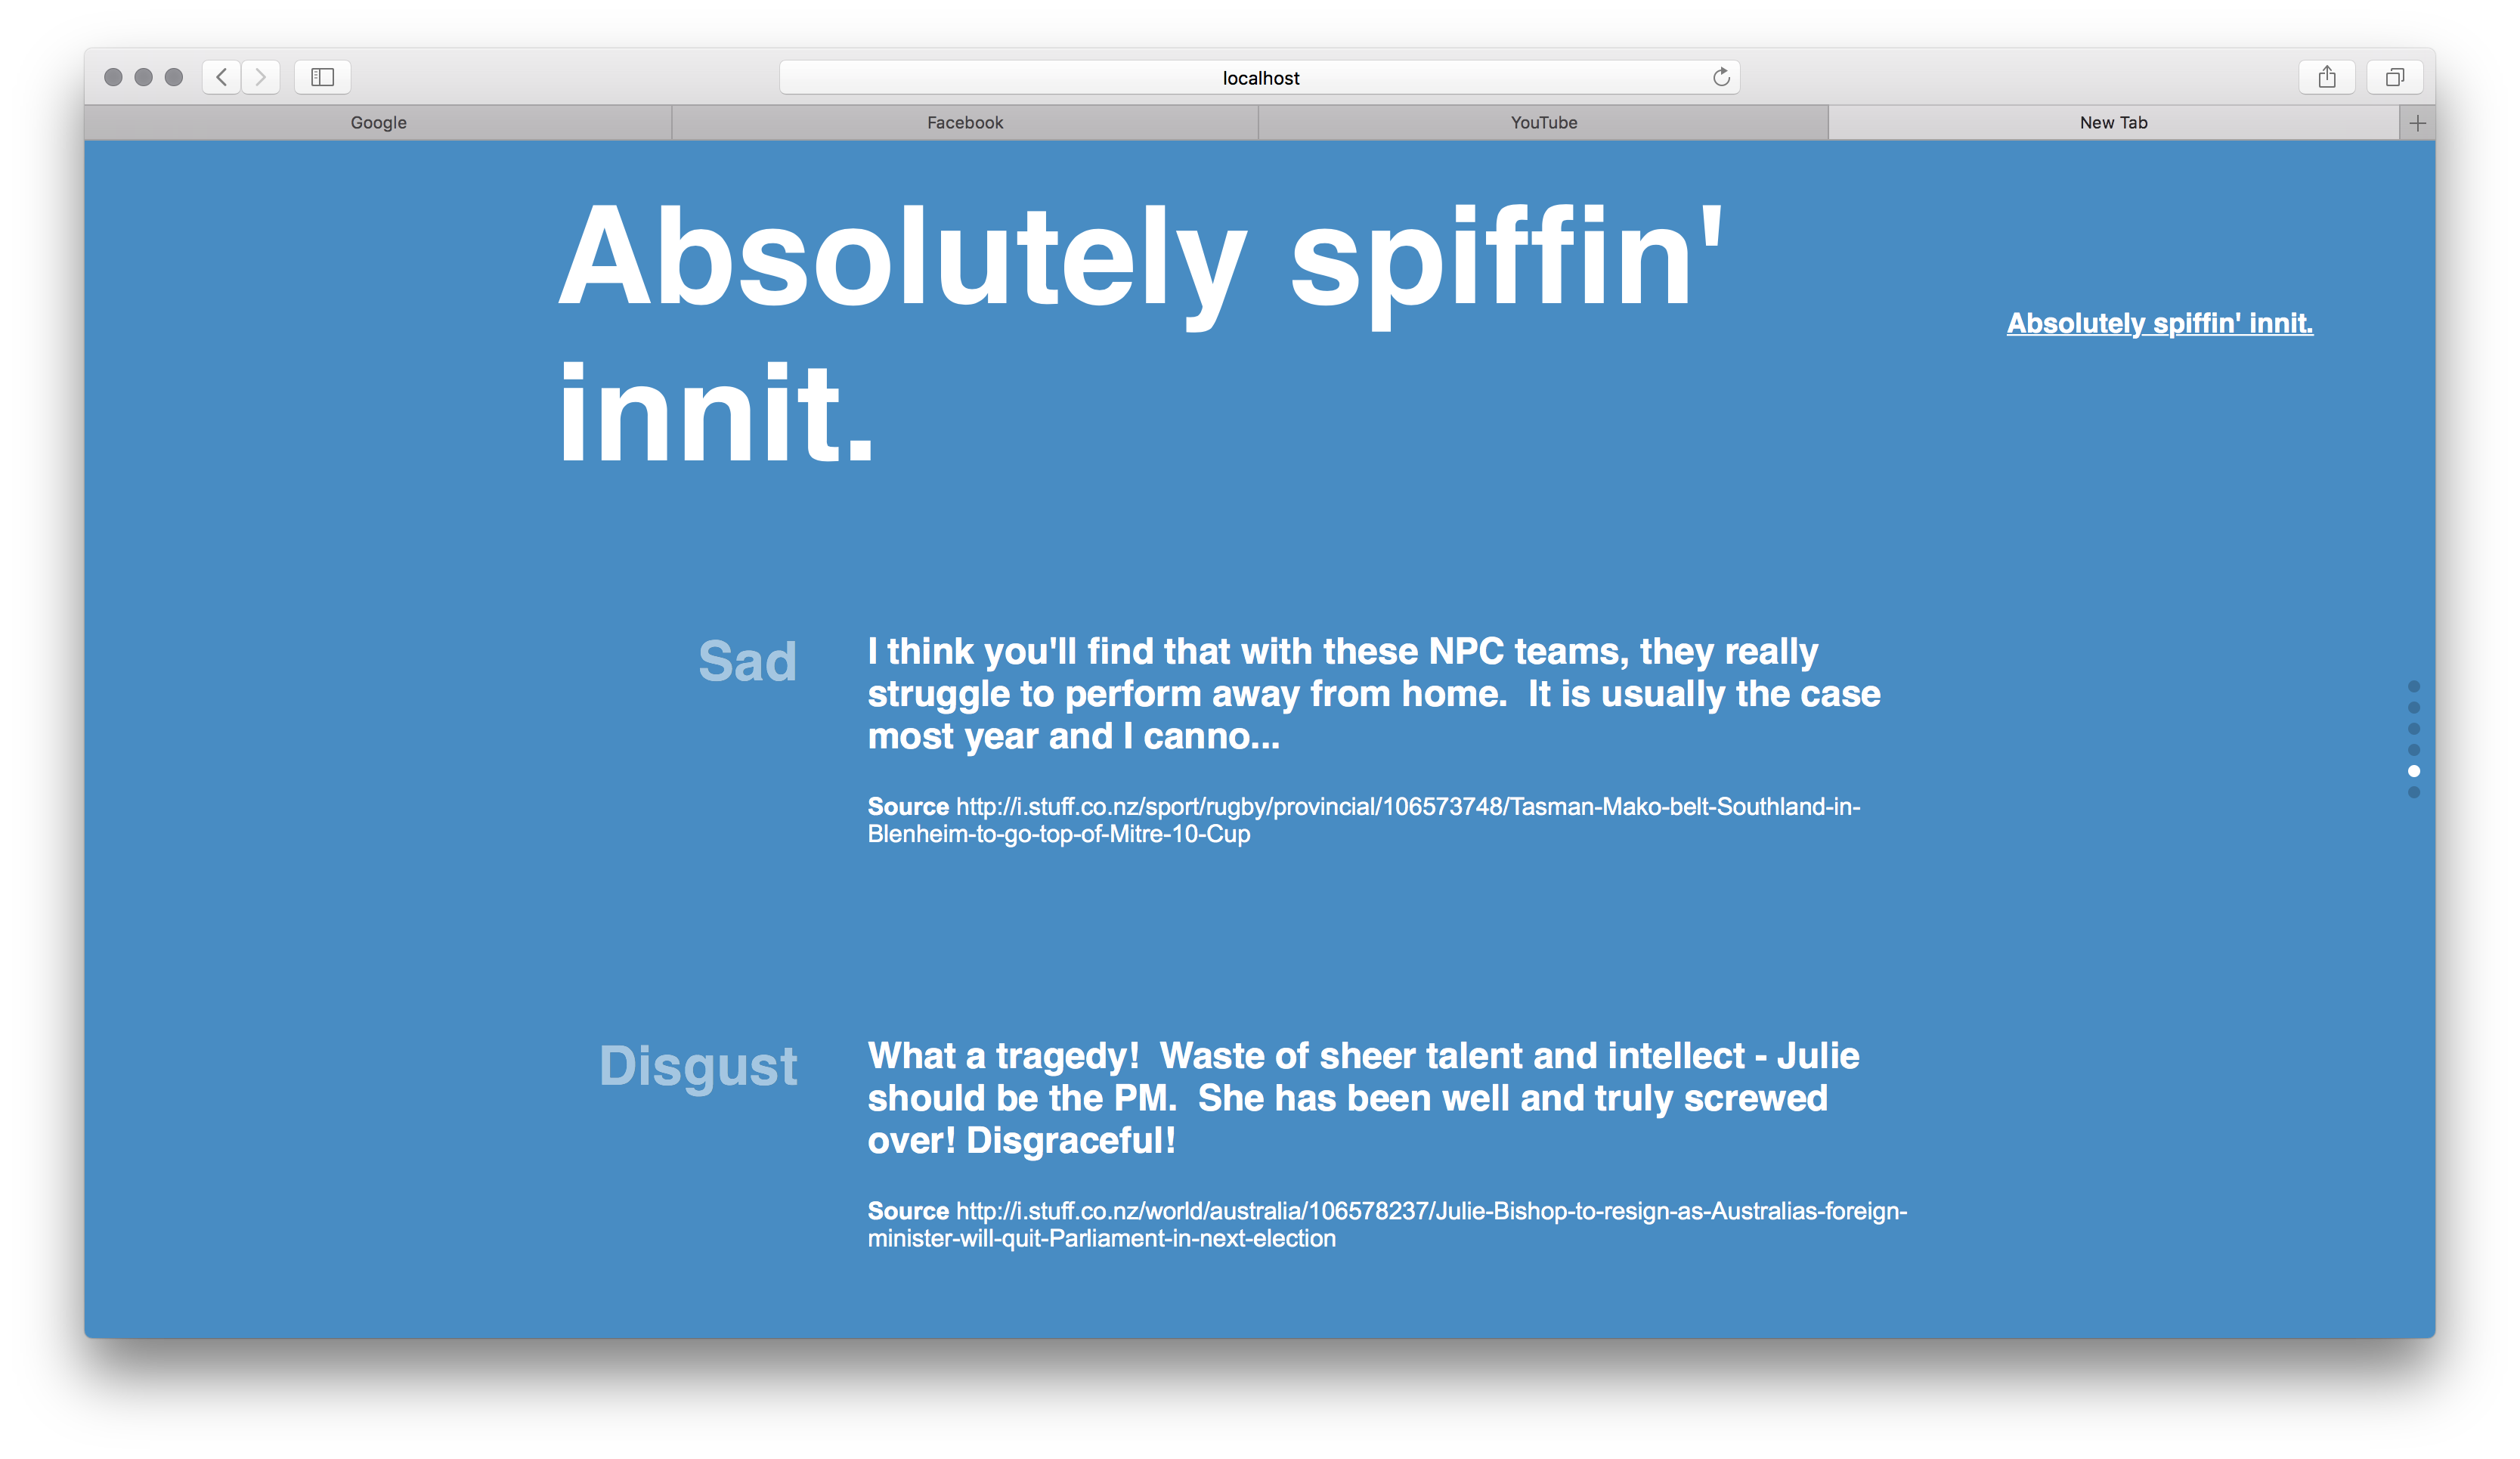 localhost
Google
Facebook
YouTube
New Tab
Absolutely spiffin'
innit.
Absolutely spiffin' innit.
Sad
I think you'll find that with these NPC teams, they really
struggle to perform away from home.  It is usually the case
most year and I canno...
Source http://i.stuff.co.nz/sport/rugby/provincial/106573748/Tasman-Mako-belt-Southland-in-
Blenheim-to-go-top-of-Mitre-10-Cup
Disgust
What a tragedy!  Waste of sheer talent and intellect - Julie
should be the PM.  She has been well and truly screwed
over! Disgraceful!
Source http://i.stuff.co.nz/world/australia/106578237/Julie-Bishop-to-resign-as-Australias-foreign-
minister-will-quit-Parliament-in-next-election